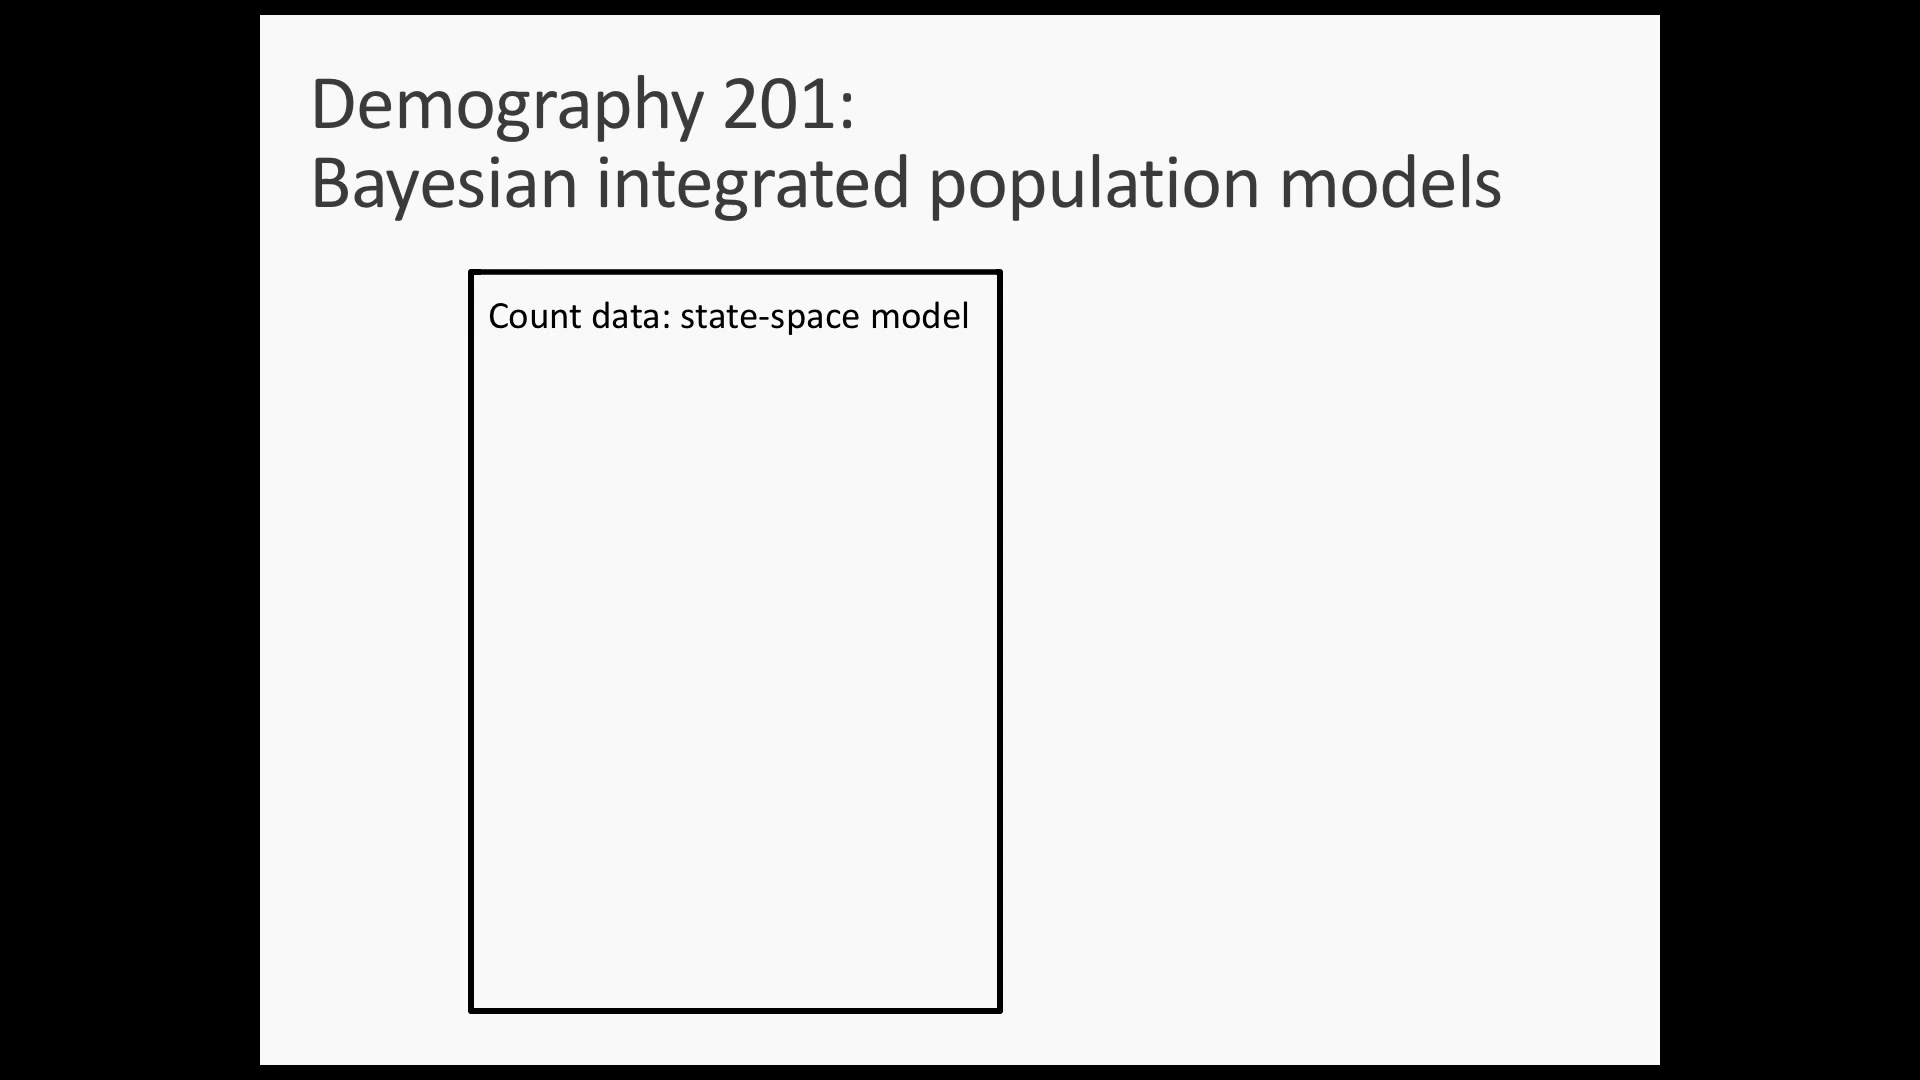 Demography 201:
Bayesian integrated population models
Count data: state-space model